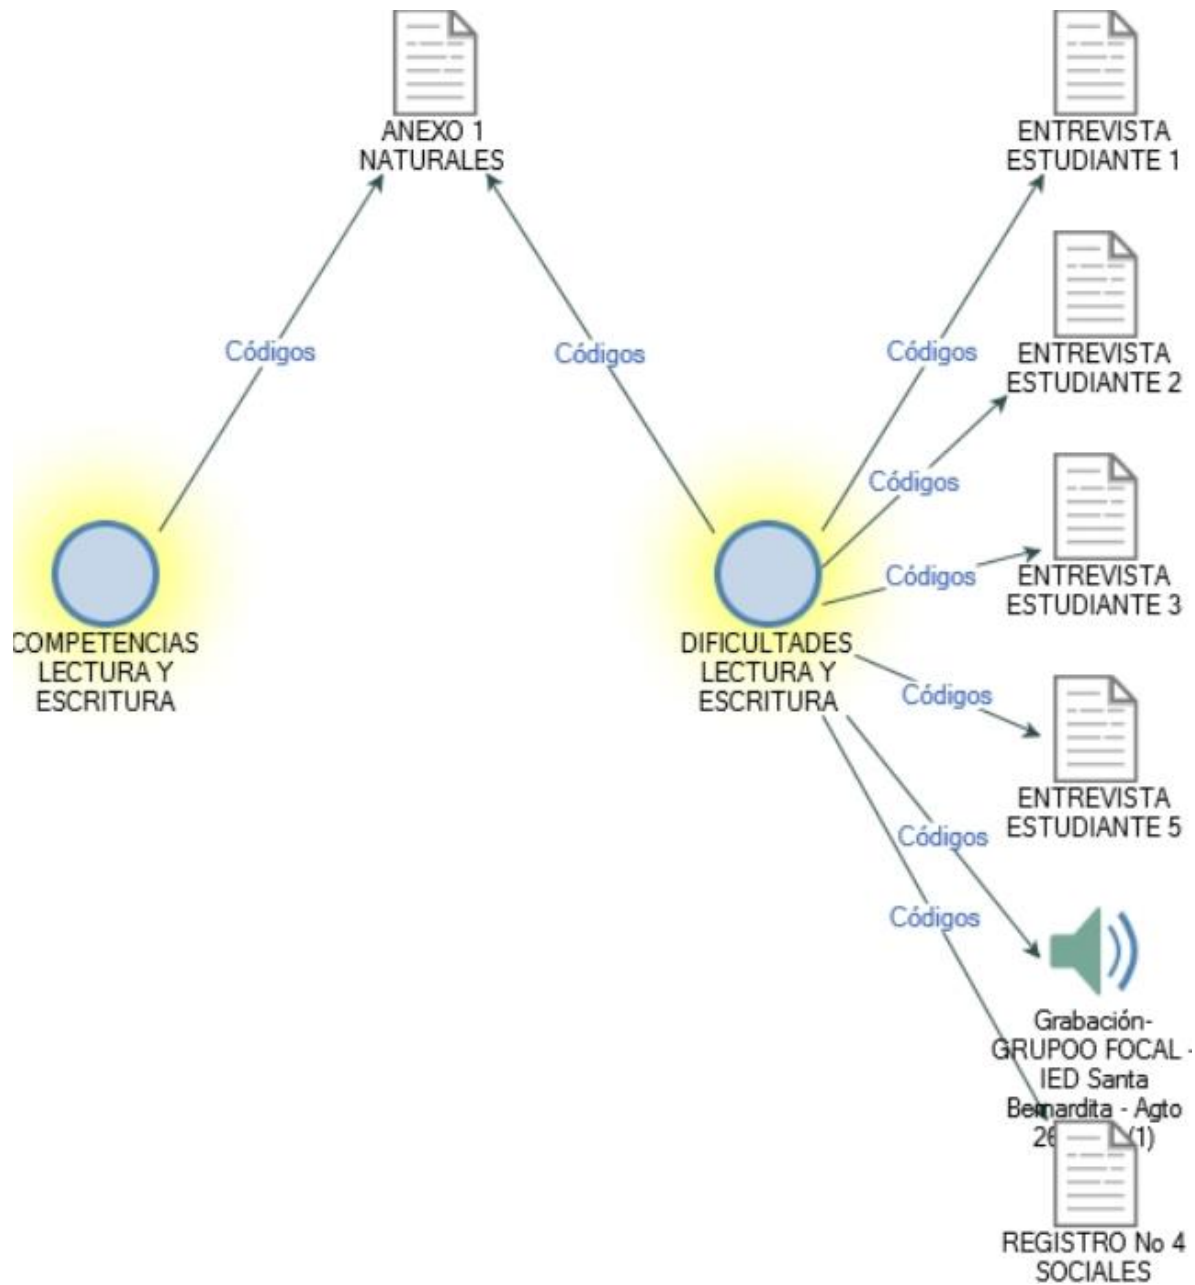 ANEXO 1
NATURALES
ENTREVISTA
ESTUDIANTE 1
Códigos
Códigos
Códigos
ENTREVISTA
ESTUDIANTE 2
Códigos
Códigos
ENTREVISTA
ESTUDIANTE 3
COMPETENCIAS
LECTURA Y
ESCRITURA
DIFICULTADES
LECTURA Y
ESCRITURA
Códigos
ENTREVISTA
ESTUDIANTE 5
Códigos
Códigos
Grabación-
GRUPOO FOCAL -
IED Santa
Bernardita - Agto
(1)
REGISTRO No 4
SOCIALES